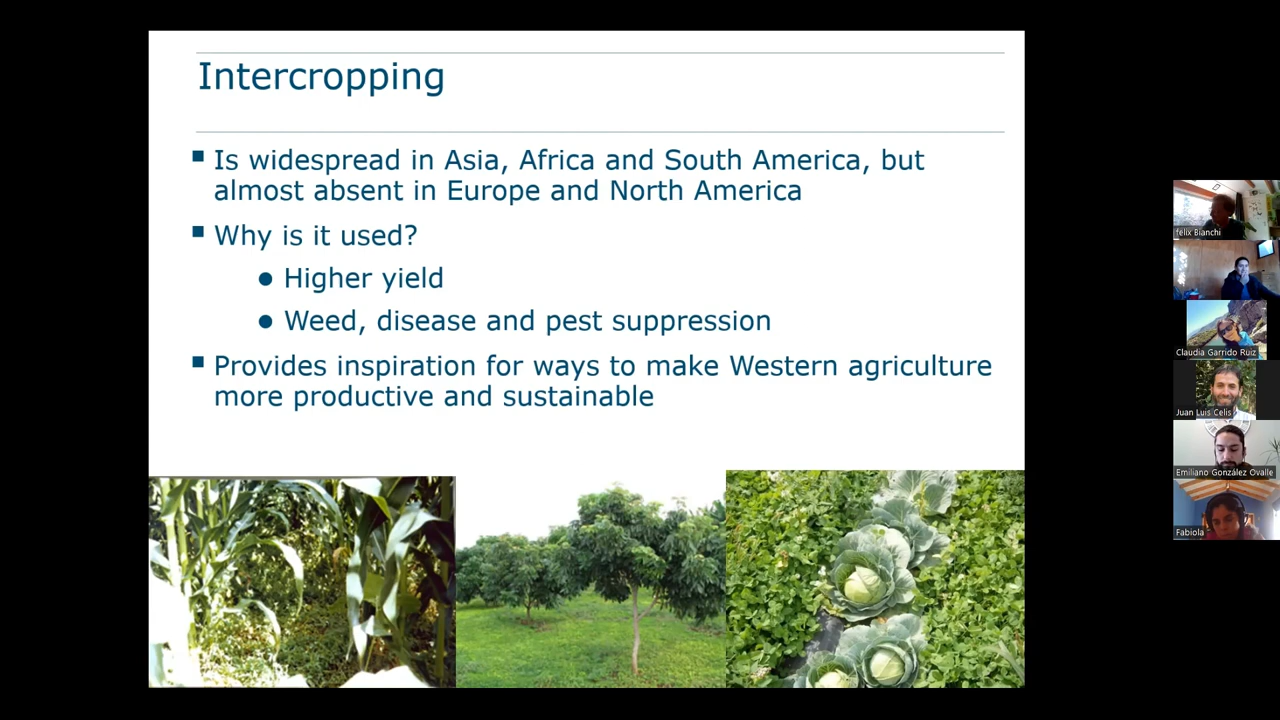 Intercropping
Is widespread in Asia, Africa and South America, but
almost absent in Europe and North America
Why is it used?
Higher yield
Weed, disease and pest suppression
Provides inspiration for ways to make Western agriculture
more productive and sustainable
felix Bianchi
Claudia Garrido Ruiz
Juan Luis Celis
Emiliano González Ovalle
Fabiola